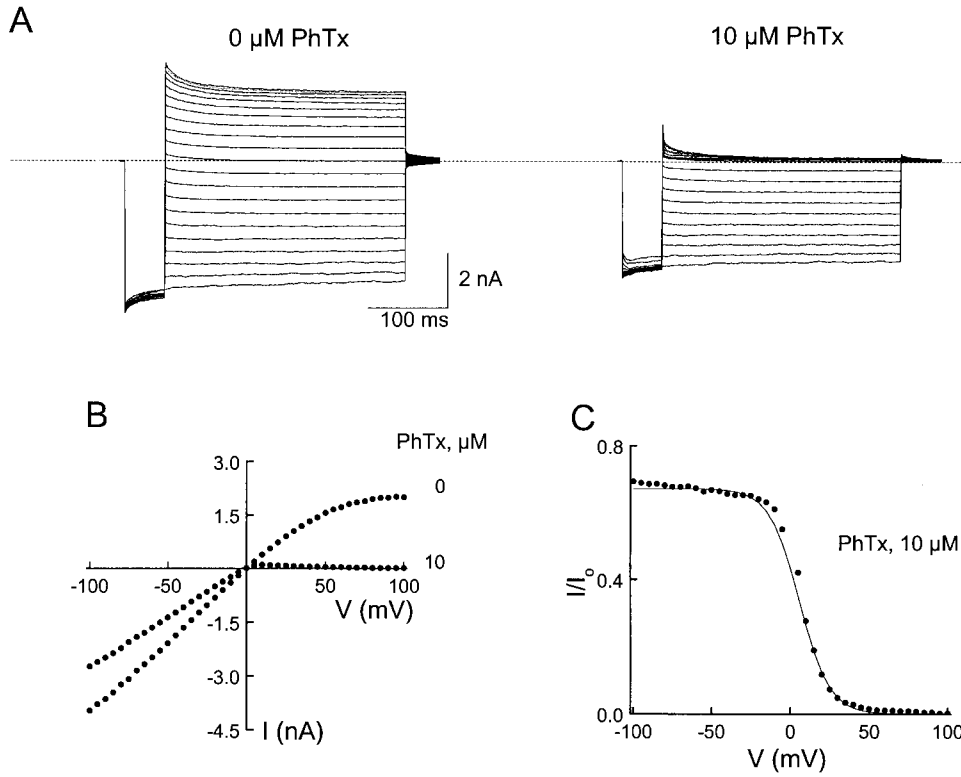 A
0 µM PhTx
10 µM PhTx
2 nA
100 ms
B
PhTx, µM
3.0
0
1.5
10
-100
-50
50
100
V (mV)
-1.5
-3.0
-4.5
I (nA)
C
0.8
PhTx, 10 µM
I/Io
0.4
0.0
-100
-50
0
50
100
V (mV)